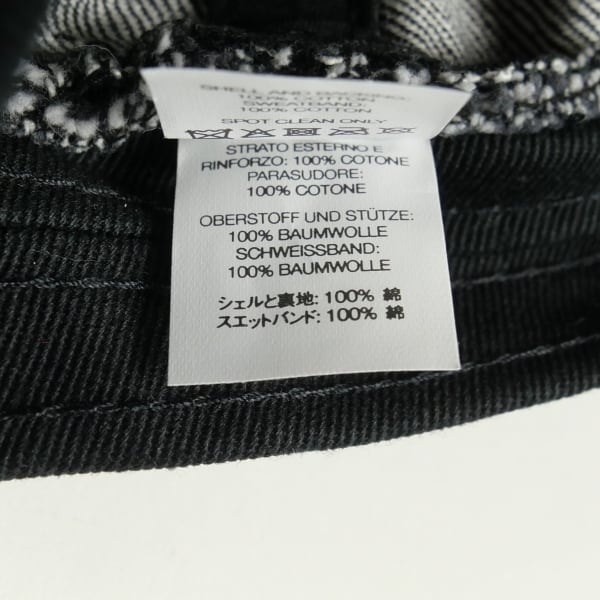 SHELL AND BACKING:
100% COTTON
SWEATBAND:
100% COTTON
SPOT CLEAN ONLY
STRATO ESTERNO E
RINFORZO: 100% COTONE
PARASUDORE:
100% COTONE
OBERSTOFF UND STÜTZE:
100% BAUMWOLLE
SCHWEISSBAND:
100% BAUMWOLLE
シェルと裏地: 100% 綿
スエットバンド: 100% 綿